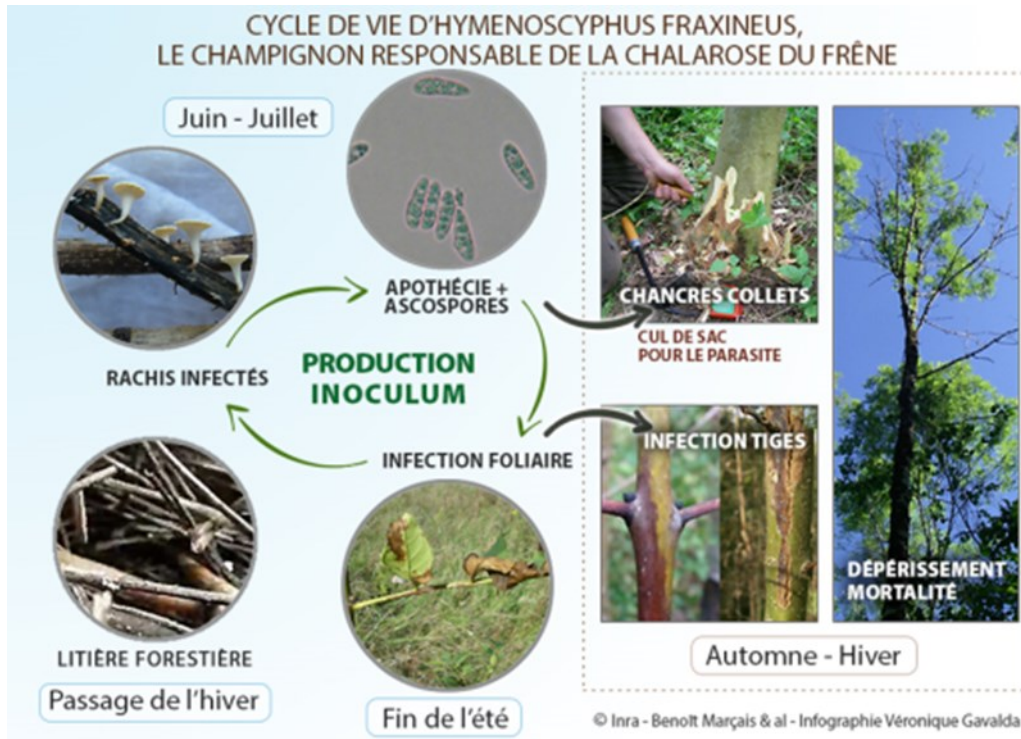 CYCLE DE VIE D'HYMENOSCYPHUS FRAXINEUS,
LE CHAMPIGNON RESPONSABLE DE LA CHALAROSE DU FRÊNE
Juin - Juillet
APOTHÉCIE +
ASCOSPORES
RACHIS INFECTÉS
PRODUCTION
INOCULUM
INFECTION FOLIAIRE
LITIÈRE FORESTIÈRE
Passage de l'hiver
Fin de l'été
CHANCRES COLLETS
CUL DE SAC
POUR LE PARASITE
INFECTION TIGES
DÉPÉRISSEMENT
MORTALITÉ
Automne - Hiver
© Inra - Benoît Marçais & al - Infographie Véronique Gavalda